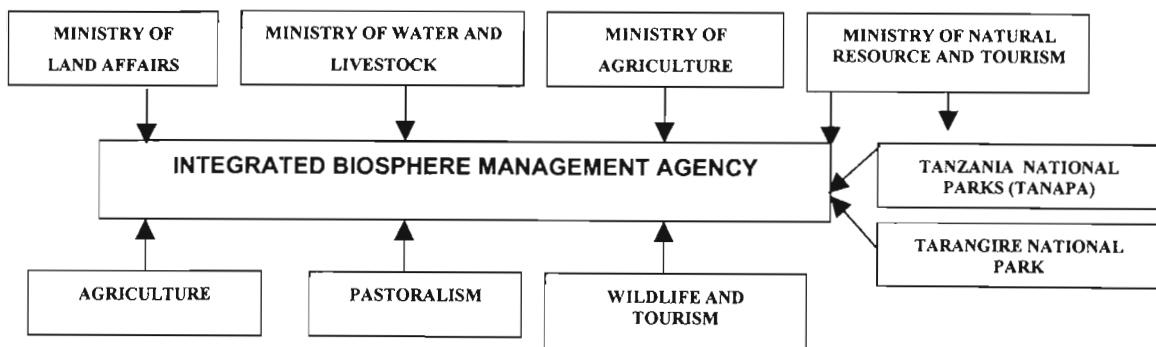 MINISTRY OF
LAND AFFAIRS
MINISTRY OF WATER AND
LIVESTOCK
MINISTRY OF
AGRICULTURE
MINISTRY OF NATURAL
RESOURCE AND TOURISM
INTEGRATED BIOSPHERE MANAGEMENT AGENCY
TANZANIA NATIONAL
PARKS (TANAPA)
TARANGIRE NATIONAL
PARK
AGRICULTURE
PASTORALISM
WILDLIFE AND
TOURISM